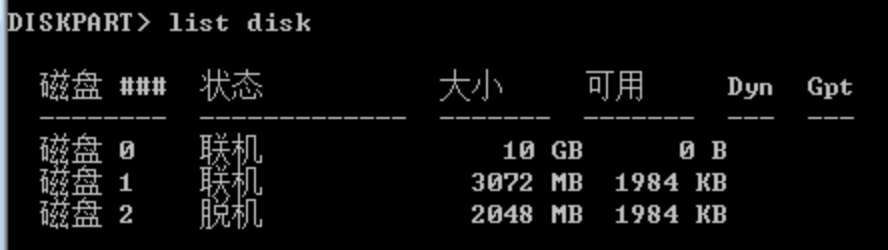 DISKPART> list disk
磁盘 ### 状态 大小 可用 Dyn Gpt
-------- ------------- ------- ------- --- ---
磁盘 0 联机 10 GB 0 B
磁盘 1 联机 3072 MB 1984 KB
磁盘 2 脱机 2048 MB 1984 KB